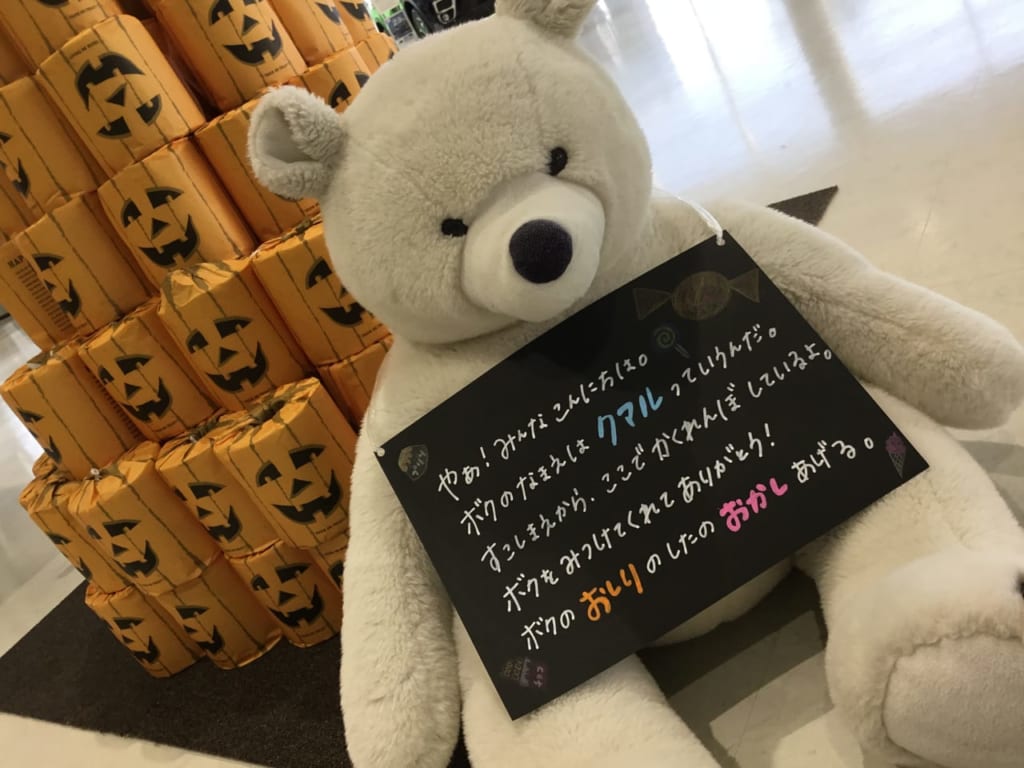 やぁ！みんなこんにちは。
ボクのなまえは クマル っていうんだ。
すこしまえから、ここでかくれんぼしているよ。
ボクをみつけてくれてありがとう！
ボクの おしり のしたの おかし あげる。